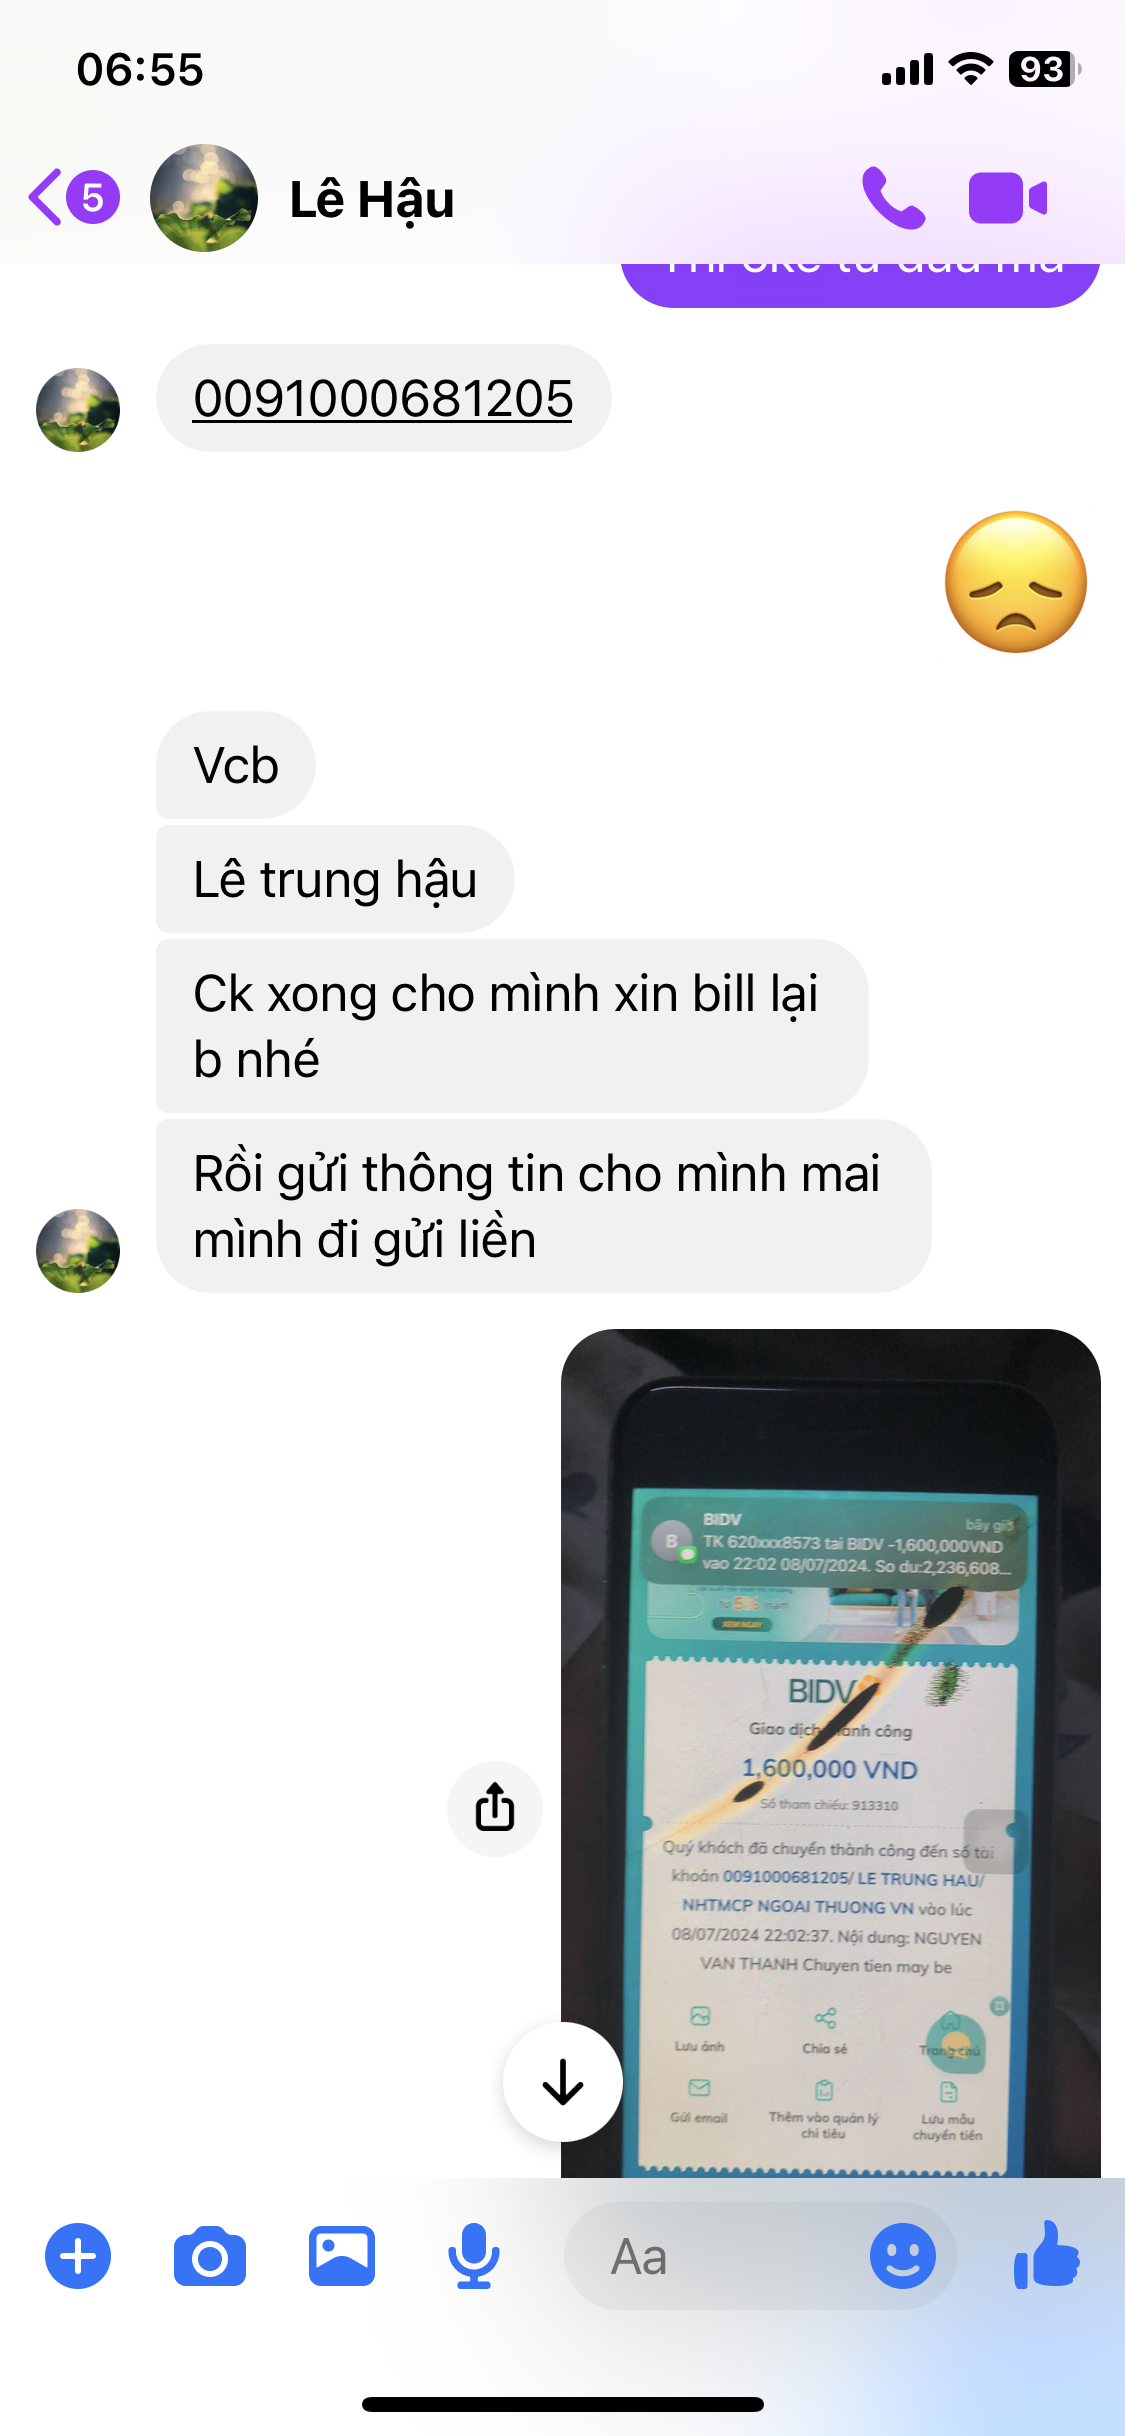 06:55
93
5
Lê Hậu
0091000681205
Vcb
Lê trung hậu
Ck xong cho mình xin bill lại
b nhé
Rồi gửi thông tin cho mình mai
mình đi gửi liền
BIDV
bây giờ
B
TK 620xxx8573 tai BIDV -1,600,000VND
vao 22:02 08/07/2024. So du:2,236,608...
từ 5% năm
XEM NGAY
BIDV
Giao dịch thành công
1,600,000 VND
Số tham chiếu: 913310
Quý khách đã chuyển thành công đến số tài
khoản 0091000681205/ LE TRUNG HAU/
NHTMCP NGOAI THUONG VN vào lúc
08/07/2024 22:02:37. Nội dung: NGUYEN
VAN THANH Chuyen tien may be
Lưu ảnh
Chia sẻ
Trang chủ
Gửi email
Thêm vào quản lý
chi tiêu
Lưu mẫu
chuyển tiền
Aa